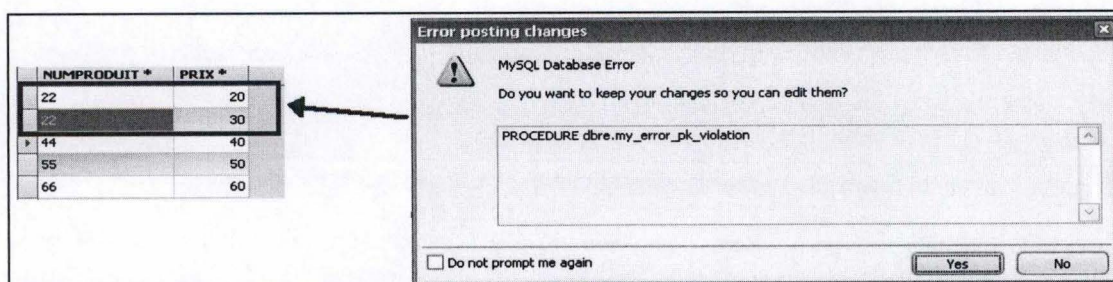 NUMPRODUIT * PRIX *
22 20
22 30
44 40
55 50
66 60
Error posting changes
MySQL Database Error
Do you want to keep your changes so you can edit them?
PROCEDURE dbre.my_error_pk_violation
Do not prompt me again
Yes No